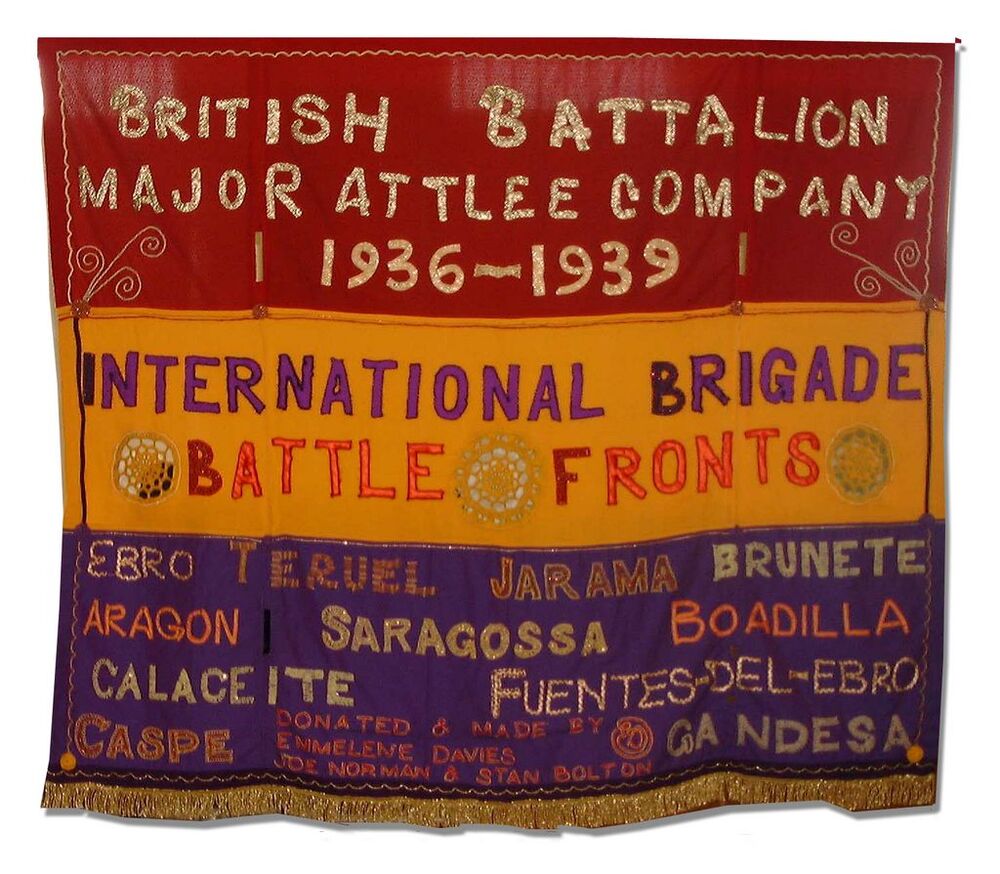 BRITISH BATTALION
MAJOR ATTLEE COMPANY
1936-1939
INTERNATIONAL BRIGADE
BATTLE FRONTS
EBRO TERUEL JARAMA BRUNETE
ARAGON SARAGOSSA BOADILLA
CALACEITE FUENTES-DEL-EBRO
CASPE GANDESA
DONATED & MADE BY
ENMELENE DAVIES
JOE NORMAN & STAN BOLTON